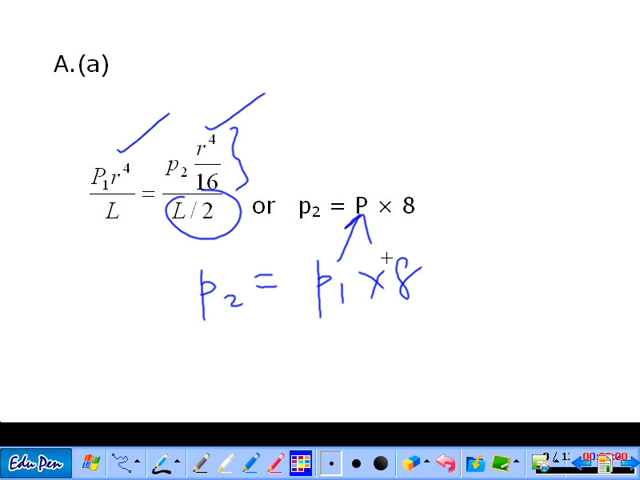 A.(a)
P₁r⁴ / L = p₂ r⁴/16 / L / 2 or p₂ = P × 8
p₂ = p₁ × 8
Edu Pen